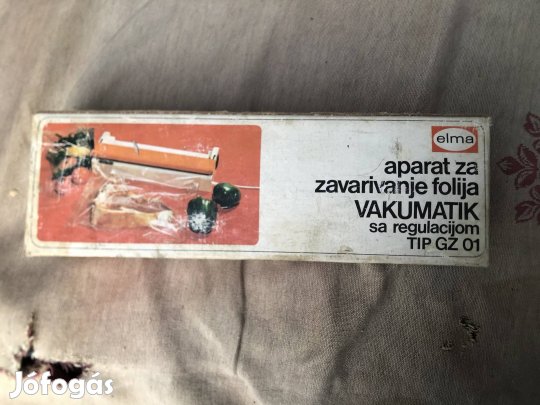 elma
aparat za
zavarivanje folija
VAKUMATIK
sa regulacijom
TIP GZ 01
Jófogás